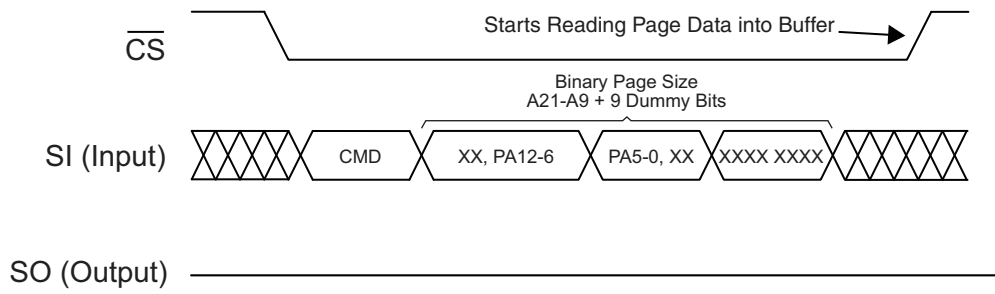 Starts Reading Page Data into Buffer
CS
Binary Page Size
A21-A9 + 9 Dummy Bits
SI (Input)
CMD
XX, PA12-6
PA5-0, XX
XXXX XXXX
SO (Output)